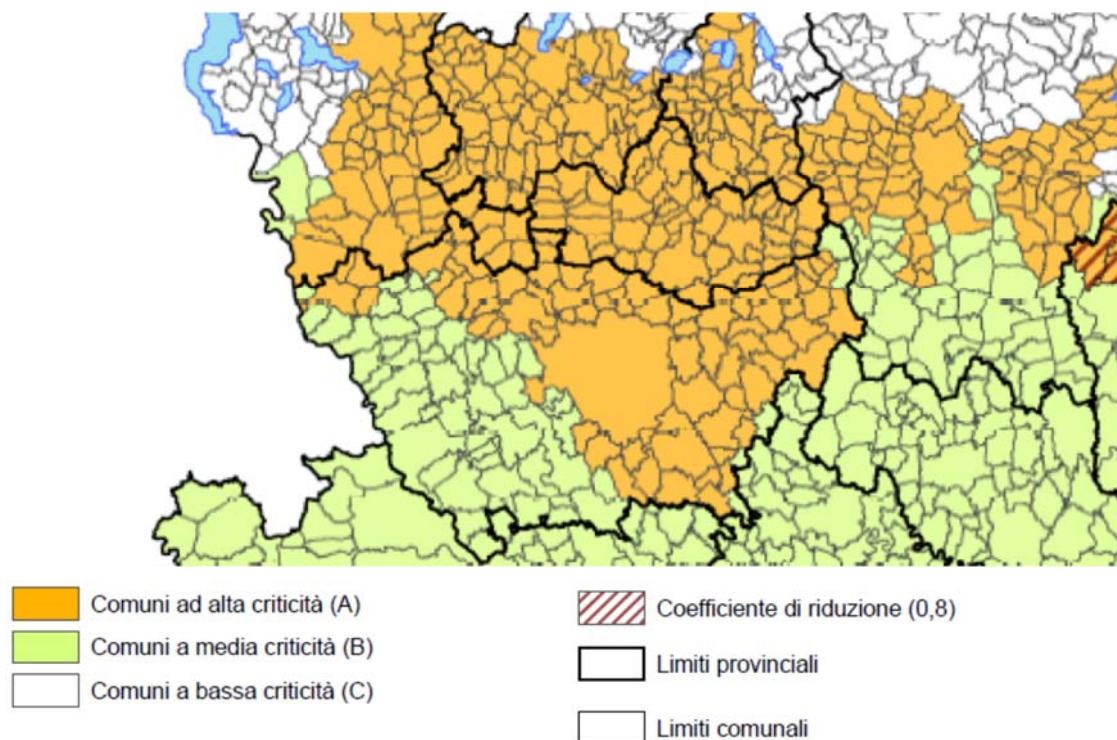 Comuni ad alta criticità (A)
Comuni a media criticità (B)
Comuni a bassa criticità (C)
Coefficiente di riduzione (0,8)
Limiti provinciali
Limiti comunali